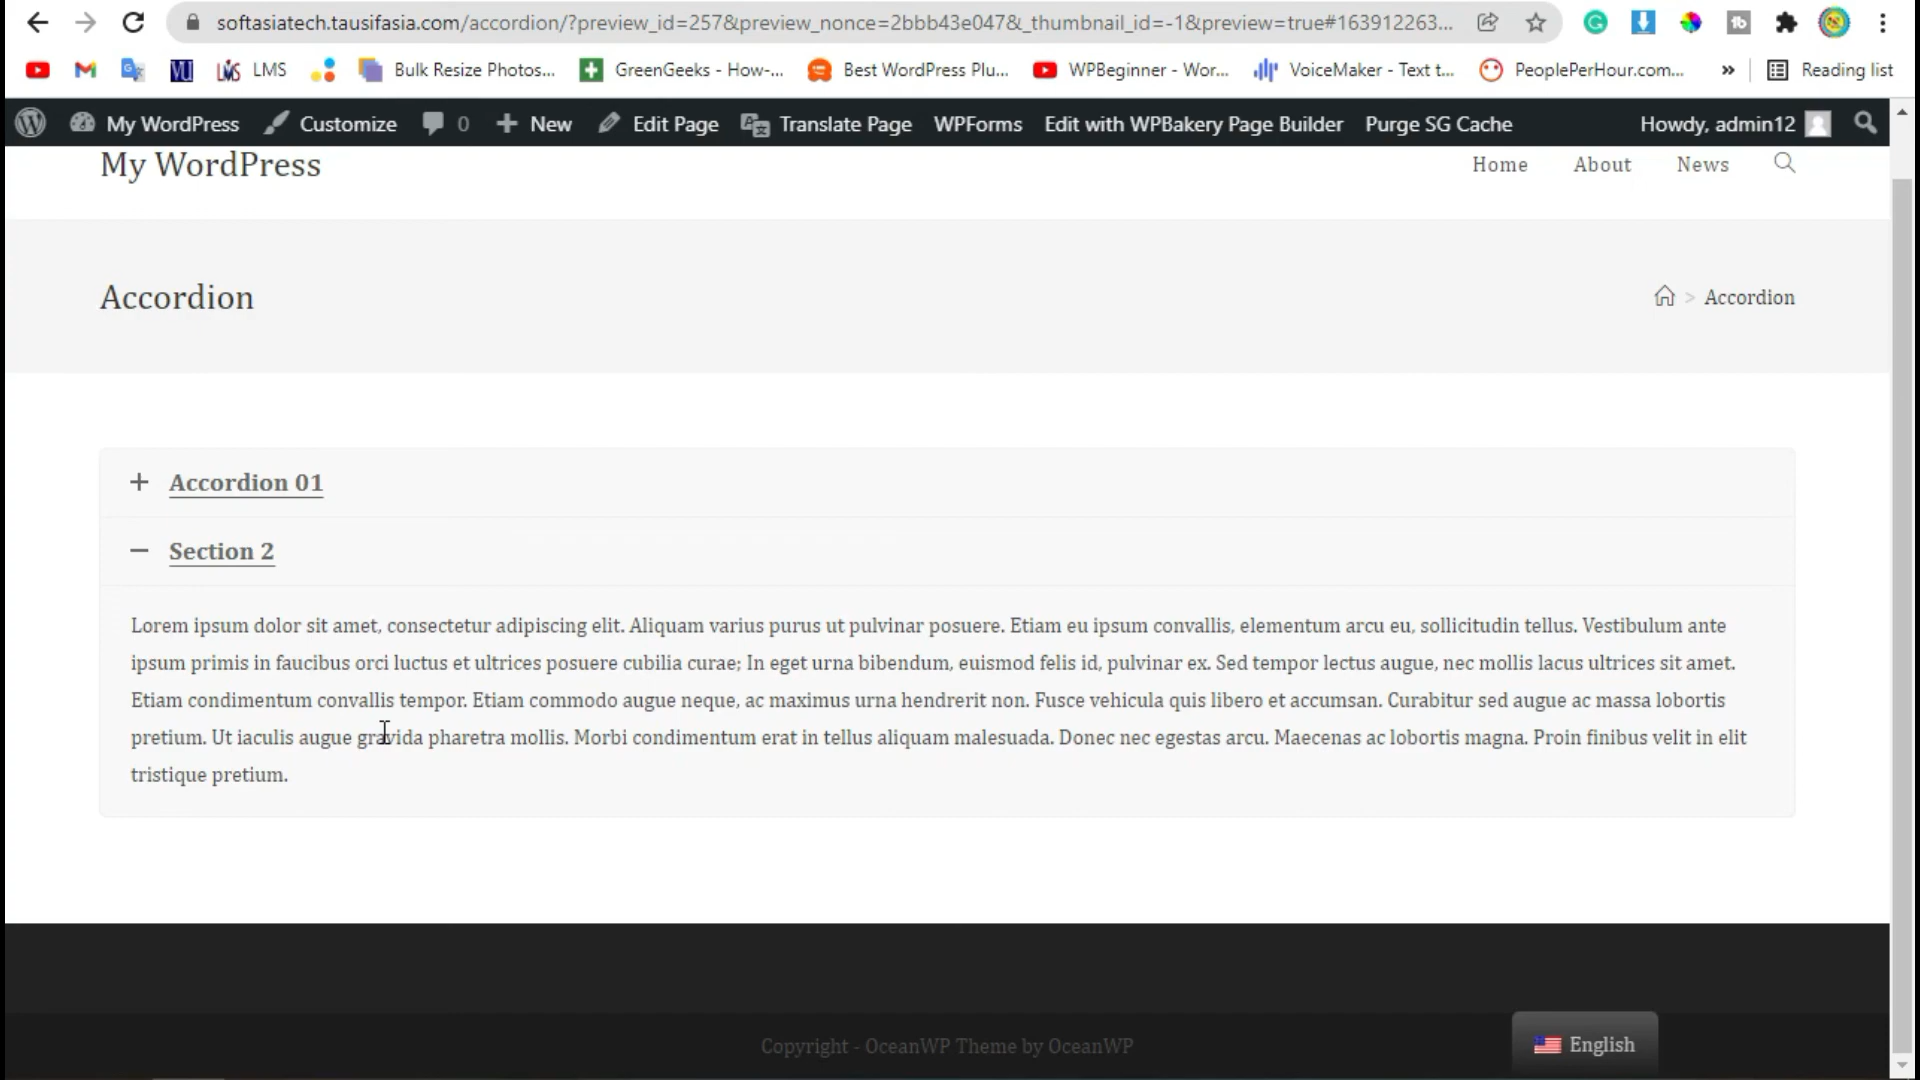 softasiatech.tausifasia.com/accordion/?preview_id=257&preview_nonce=2bbb43e047&_thumbnail_id=-1&preview=true#163912263...
LMS Bulk Resize Photos... GreenGeeks - How-... Best WordPress Plu... WPBeginner - Wor... VoiceMaker - Text t... PeoplePerHour.com... » Reading list
My WordPress Customize 0 New Edit Page Translate Page WPForms Edit with WPBakery Page Builder Purge SG Cache Howdy, admin12
My WordPress Home About News
Accordion > Accordion
+ Accordion 01
− Section 2
Lorem ipsum dolor sit amet, consectetur adipiscing elit. Aliquam varius purus ut pulvinar posuere. Etiam eu ipsum convallis, elementum arcu eu, sollicitudin tellus. Vestibulum ante
ipsum primis in faucibus orci luctus et ultrices posuere cubilia curae; In eget urna bibendum, euismod felis id, pulvinar ex. Sed tempor lectus augue, nec mollis lacus ultrices sit amet.
Etiam condimentum convallis tempor. Etiam commodo augue neque, ac maximus urna hendrerit non. Fusce vehicula quis libero et accumsan. Curabitur sed augue ac massa lobortis
pretium. Ut iaculis augue gravida pharetra mollis. Morbi condimentum erat in tellus aliquam malesuada. Donec nec egestas arcu. Maecenas ac lobortis magna. Proin finibus velit in elit
tristique pretium.
Copyright - OceanWP Theme by OceanWP
English